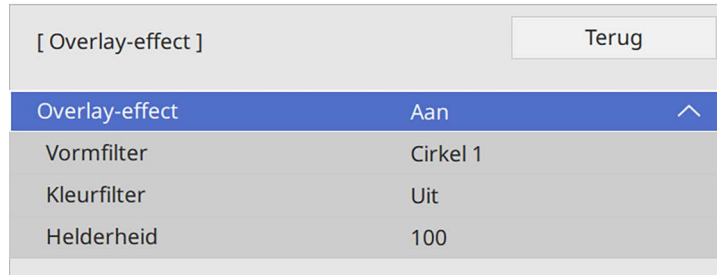 [ Overlay-effect ] Terug
Overlay-effect Aan
Vormfilter Cirkel 1
Kleurfilter Uit
Helderheid 100